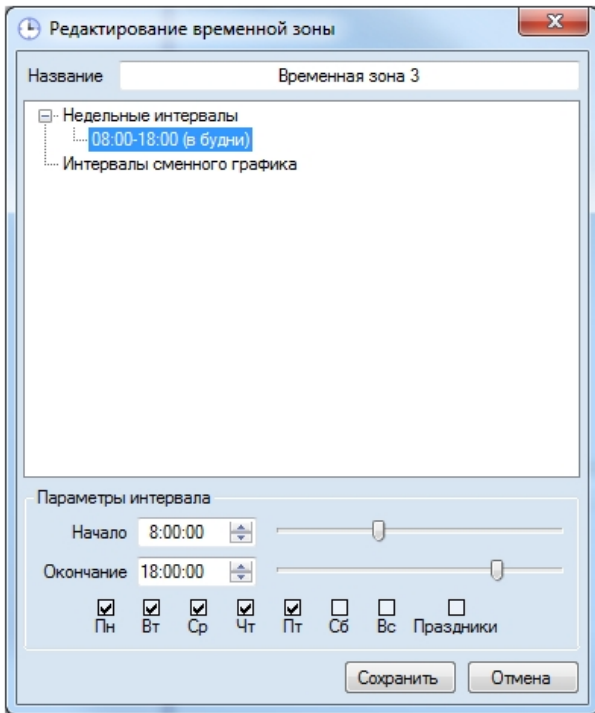 Редактирование временной зоны
Название Временная зона 3
Недельные интервалы
08:00-18:00 (в будни)
Интервалы сменного графика
Параметры интервала
Начало 8:00:00
Окончание 18:00:00
Пн Вт Ср Чт Пт Сб Вс Праздники
Сохранить Отмена